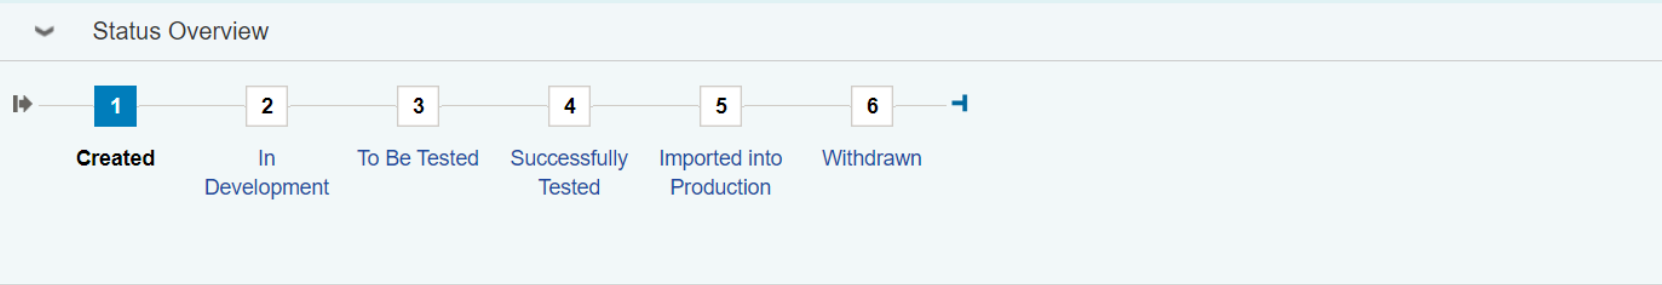 Status Overview
1 2 3 4 5 6
Created In To Be Tested Successfully Imported into Withdrawn
Development Tested Production